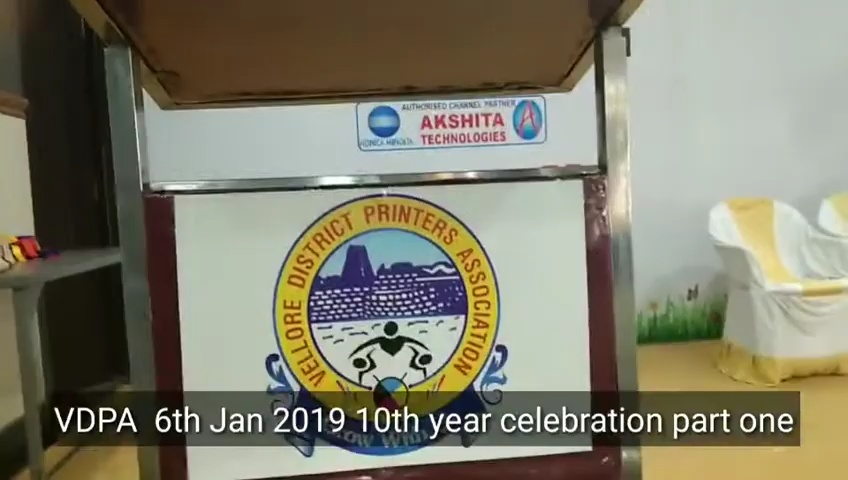 AUTHORISED CHANNEL PARTNER
KONICA MINOLTA
AKSHITA
TECHNOLOGIES
VELLORE DISTRICT PRINTERS ASSOCIATION
VDPA 6th Jan 2019 10th year celebration part one